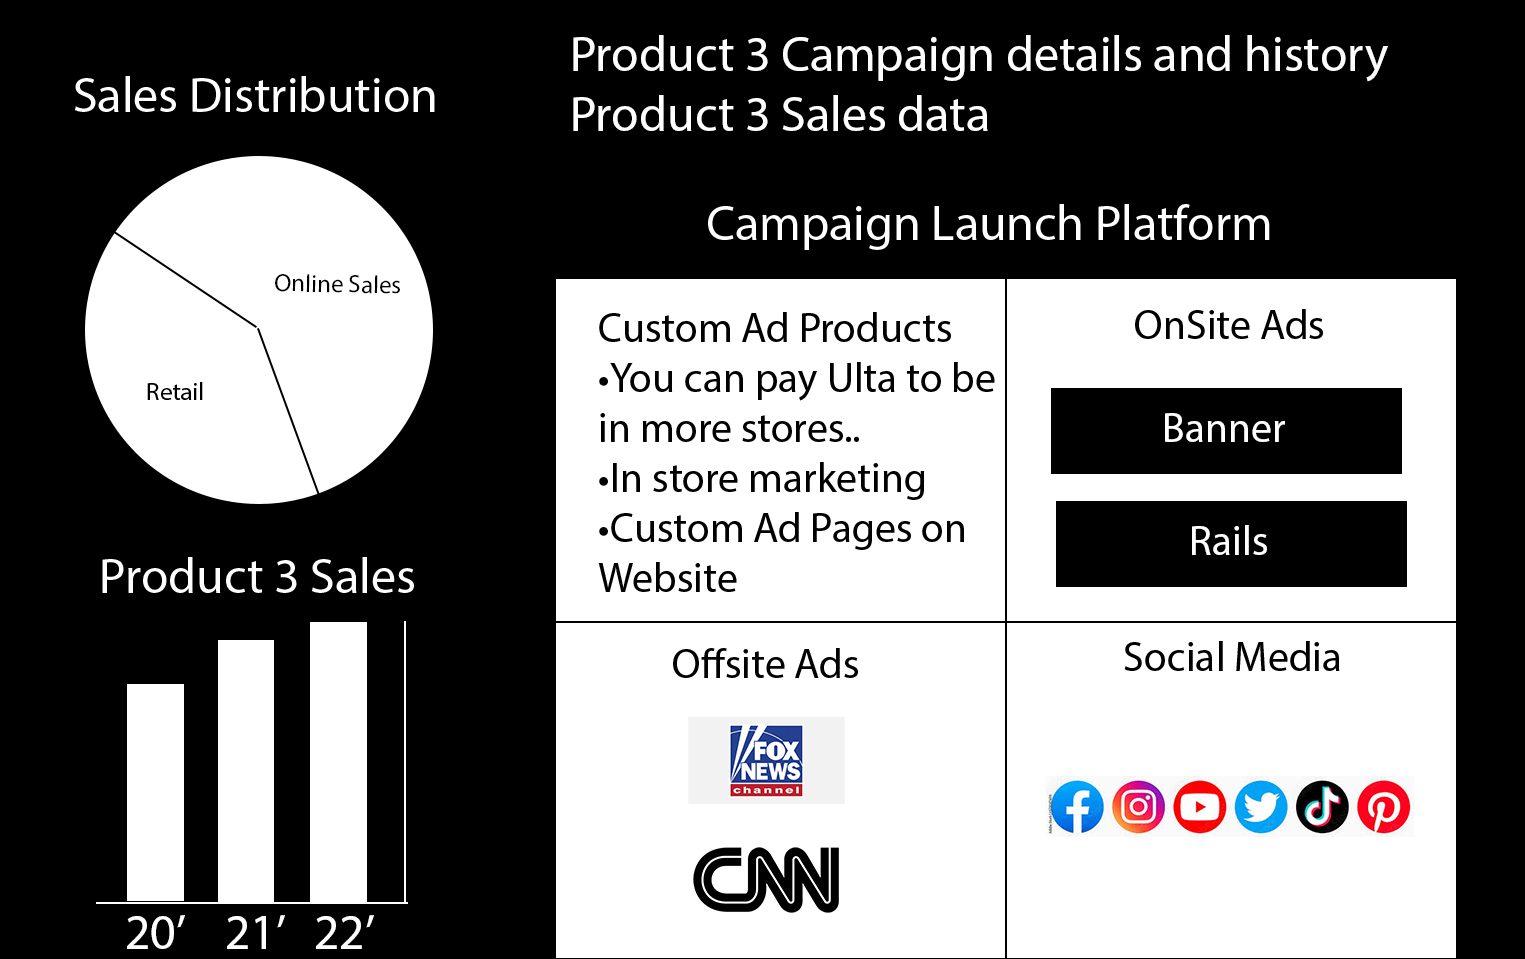 Product 3 Campaign details and history
Product 3 Sales data
Sales Distribution
Online Sales
Retail
Product 3 Sales
20’
21’
22’
Campaign Launch Platform
Custom Ad Products
•You can pay Ulta to be
in more stores..
•In store marketing
•Custom Ad Pages on
Website
OnSite Ads
Banner
Rails
Offsite Ads
FOX
NEWS
channel
CNN
Social Media